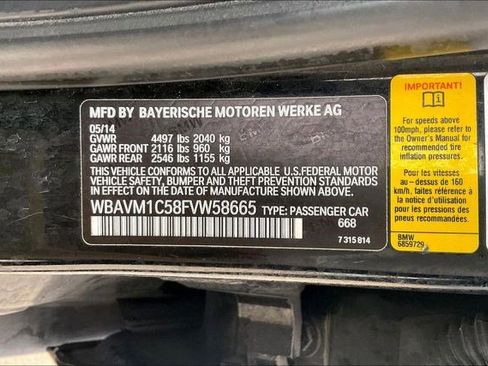 MFD BY BAYERISCHE MOTOREN WERKE AG
05/14
GVWR 4497 lbs 2040 kg
GAWR FRONT 2116 lbs 960 kg
GAWR REAR 2546 lbs 1155 kg
THIS VEHICLE CONFORMS TO ALL APPLICABLE U.S.FEDERAL MOTOR
VEHICLE SAFETY, BUMPER, AND THEFT PREVENTION STANDARDS
IN EFFECT ON THE DATE OF MANUFACTURE SHOWN ABOVE.
WBAVM1C58FVW58665 TYPE: PASSENGER CAR
668
7 315 814
IMPORTANT!
For speeds above
100mph, please refer to
the Owner's Manual for
recommended tire
inflation pressures.
Pour les vitesses
au - dessus de 160
km/h, référez à la
notice d'utilisation
pour les pressions des
pneus recommandées.
BMW
6859729